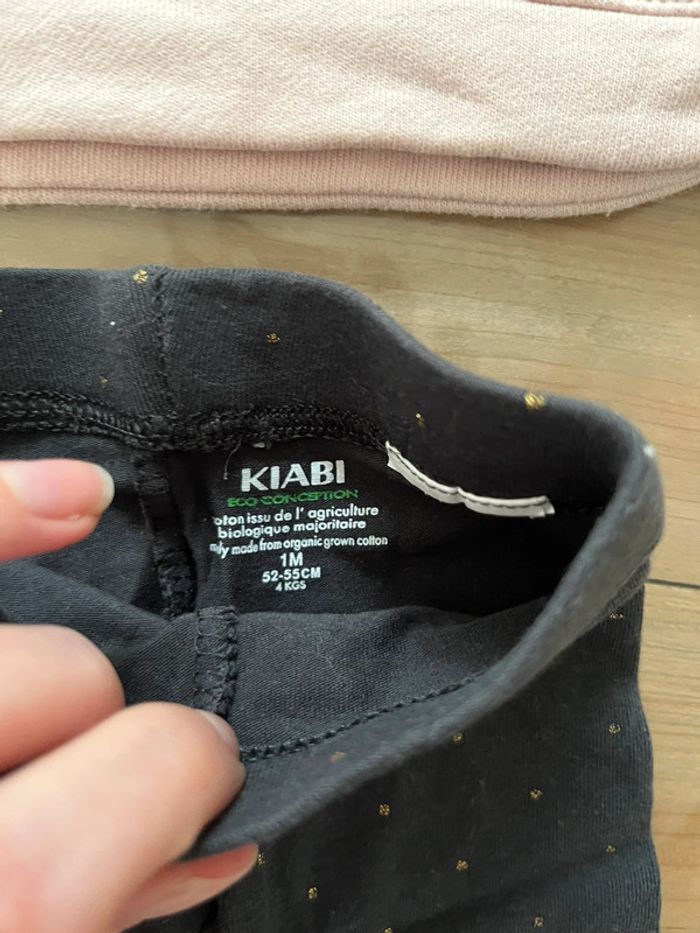 KIABI
ECO CONCEPTION
oton issu de l' agriculture
biologique majoritaire
made from organic grown cotton
1M
52-55CM
4 KGS